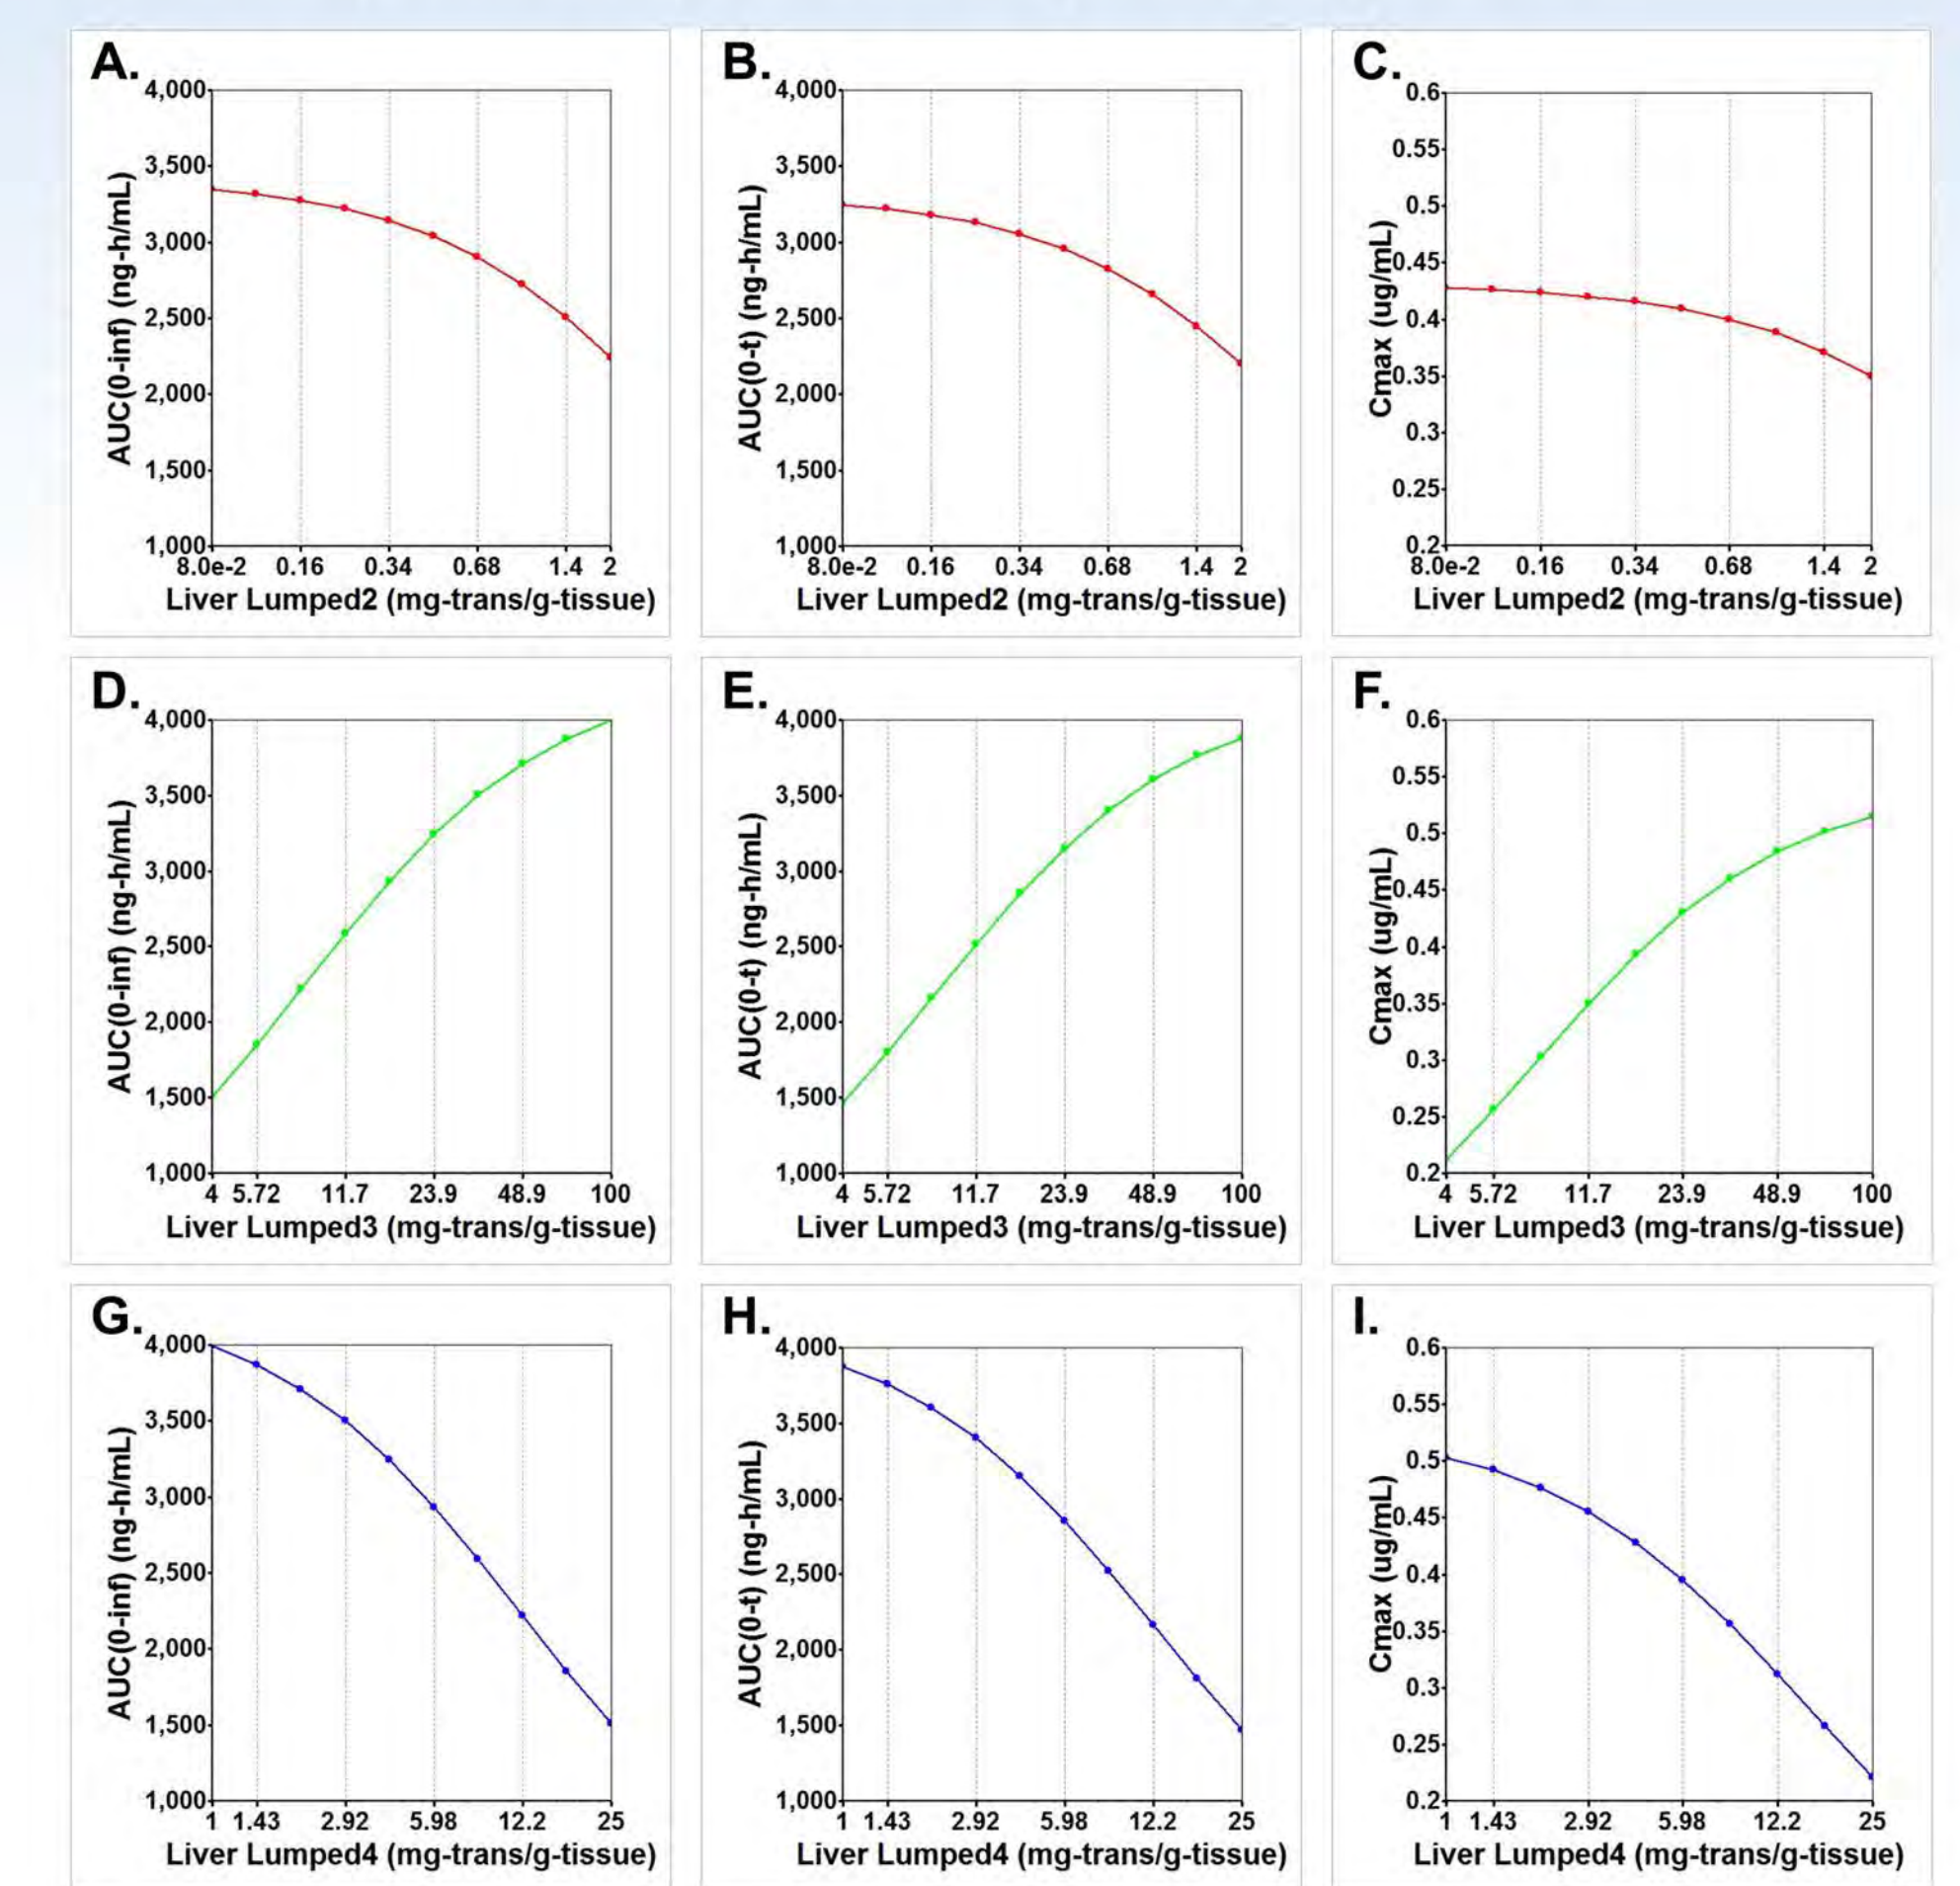 A.
4,000
3,500
3,000
2,500
2,000
1,500
1,000
AUC(0-inf) (ng-h/mL)
8.0e-2 0.16 0.34 0.68 1.4 2
Liver Lumped2 (mg-trans/g-tissue)
B.
4,000
3,500
3,000
2,500
2,000
1,500
1,000
AUC(0-t) (ng-h/mL)
8.0e-2 0.16 0.34 0.68 1.4 2
Liver Lumped2 (mg-trans/g-tissue)
C.
0.6
0.55
0.5
0.45
0.4
0.35
0.3
0.25
0.2
Cmax (ug/mL)
8.0e-2 0.16 0.34 0.68 1.4 2
Liver Lumped2 (mg-trans/g-tissue)
D.
4,000
3,500
3,000
2,500
2,000
1,500
1,000
AUC(0-inf) (ng-h/mL)
4 5.72 11.7 23.9 48.9 100
Liver Lumped3 (mg-trans/g-tissue)
E.
4,000
3,500
3,000
2,500
2,000
1,500
1,000
AUC(0-t) (ng-h/mL)
4 5.72 11.7 23.9 48.9 100
Liver Lumped3 (mg-trans/g-tissue)
F.
0.6
0.55
0.5
0.45
0.4
0.35
0.3
0.25
0.2
Cmax (ug/mL)
4 5.72 11.7 23.9 48.9 100
Liver Lumped3 (mg-trans/g-tissue)
G.
4,000
3,500
3,000
2,500
2,000
1,500
1,000
AUC(0-inf) (ng-h/mL)
1 1.43 2.92 5.98 12.2 25
Liver Lumped4 (mg-trans/g-tissue)
H.
4,000
3,500
3,000
2,500
2,000
1,500
1,000
AUC(0-t) (ng-h/mL)
1 1.43 2.92 5.98 12.2 25
Liver Lumped4 (mg-trans/g-tissue)
I.
0.6
0.55
0.5
0.45
0.4
0.35
0.3
0.25
0.2
Cmax (ug/mL)
1 1.43 2.92 5.98 12.2 25
Liver Lumped4 (mg-trans/g-tissue)